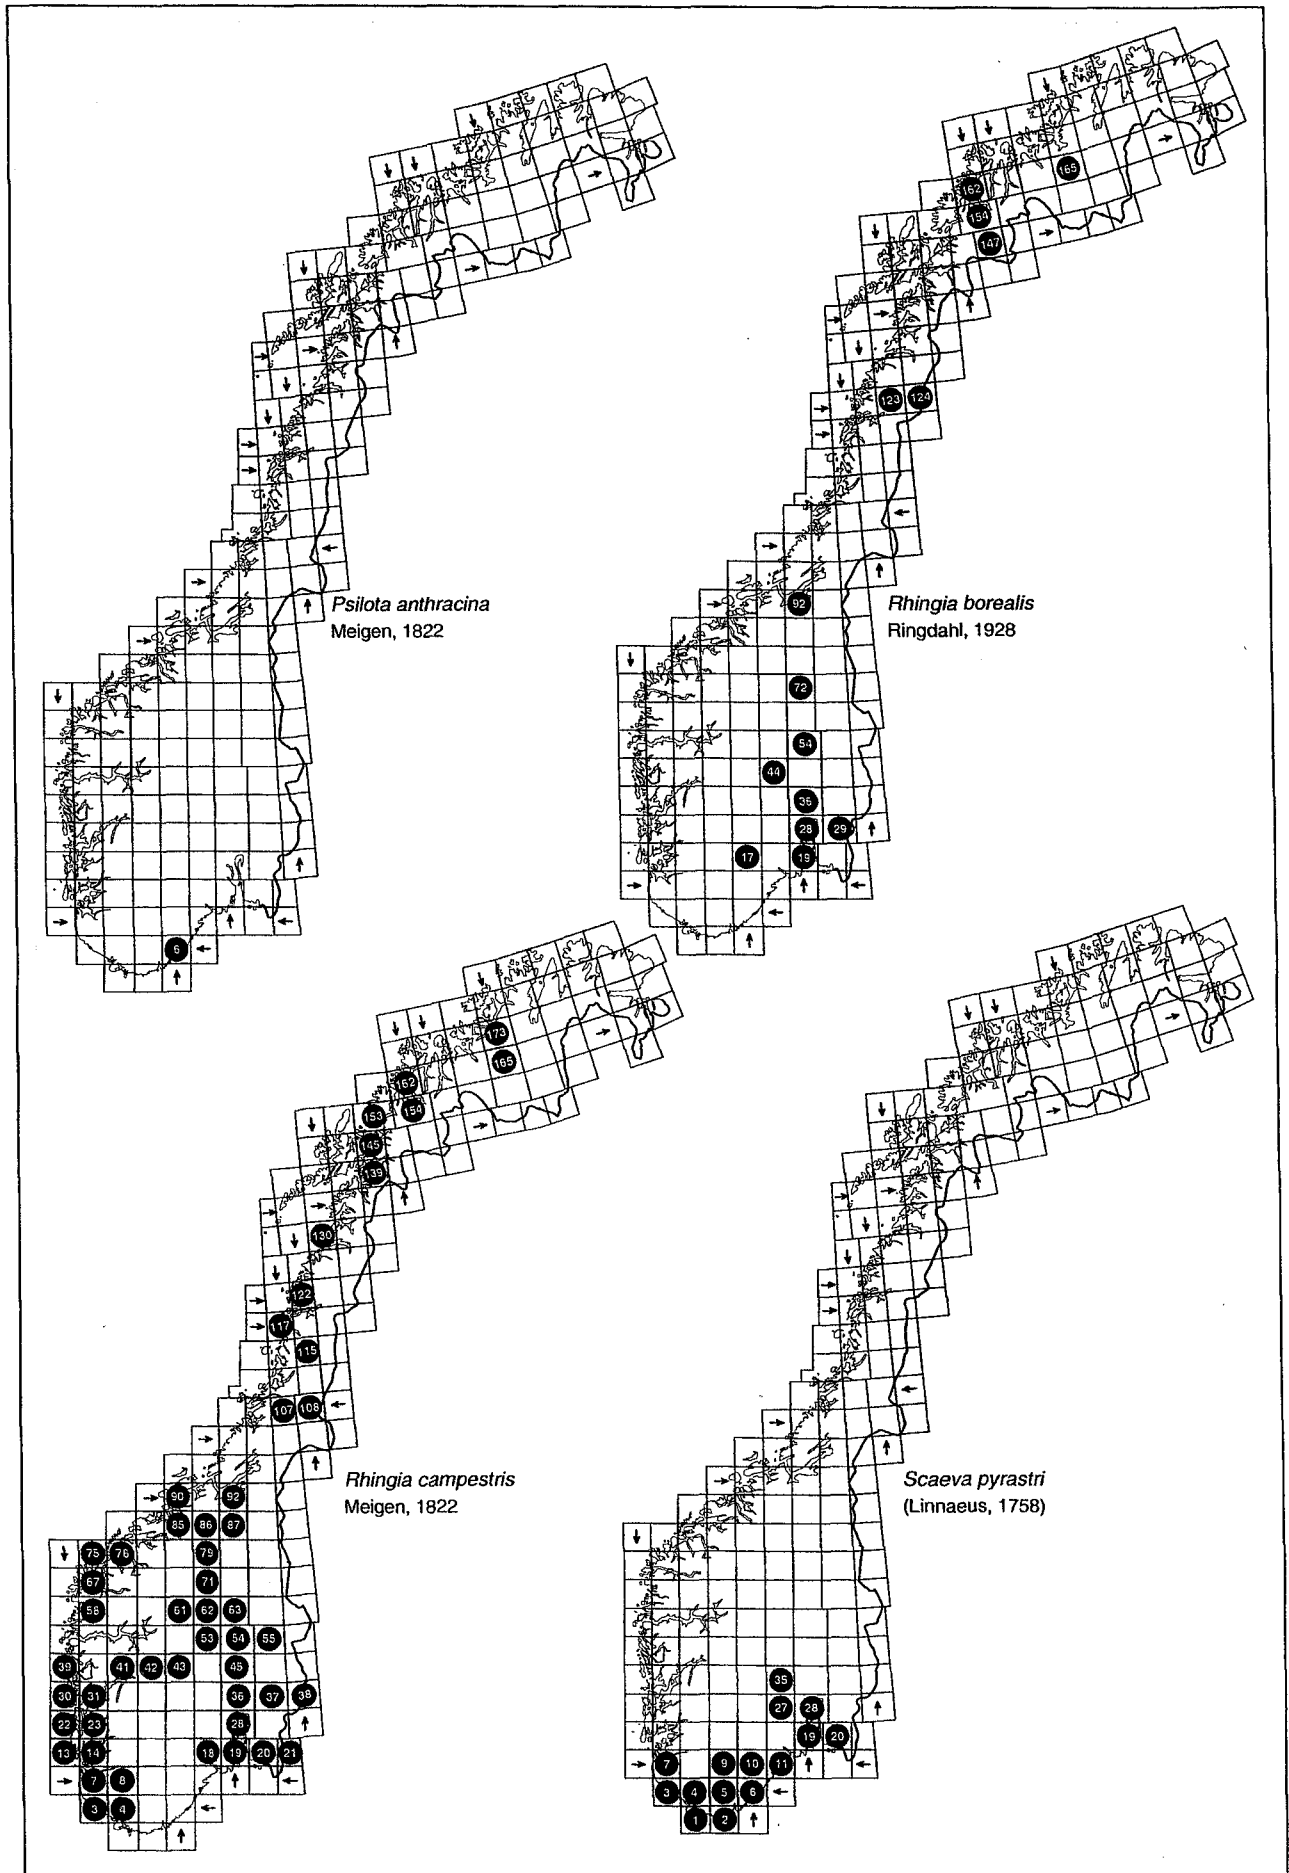 Psilota anthracina
Meigen, 1822
6
165
162
154
147
123 124
92
Rhingia borealis
Ringdahl, 1928
72
54
44
36
28 29
17 19
173
165
162
153 154
145
139
130
122
117
115
107 108
Rhingia campestris
Meigen, 1822
90 92
85 86 87
75 76 79
67 71
58 61 62 63
53 54 55
39 41 42 43 45
30 31 36 37 38
22 23 28
13 14 18 19 20 21
7 8
3 4
Scaeva pyrastri
(Linnaeus, 1758)
35
27 28
19 20
7 9 10 11
3 4 5 6
1 2